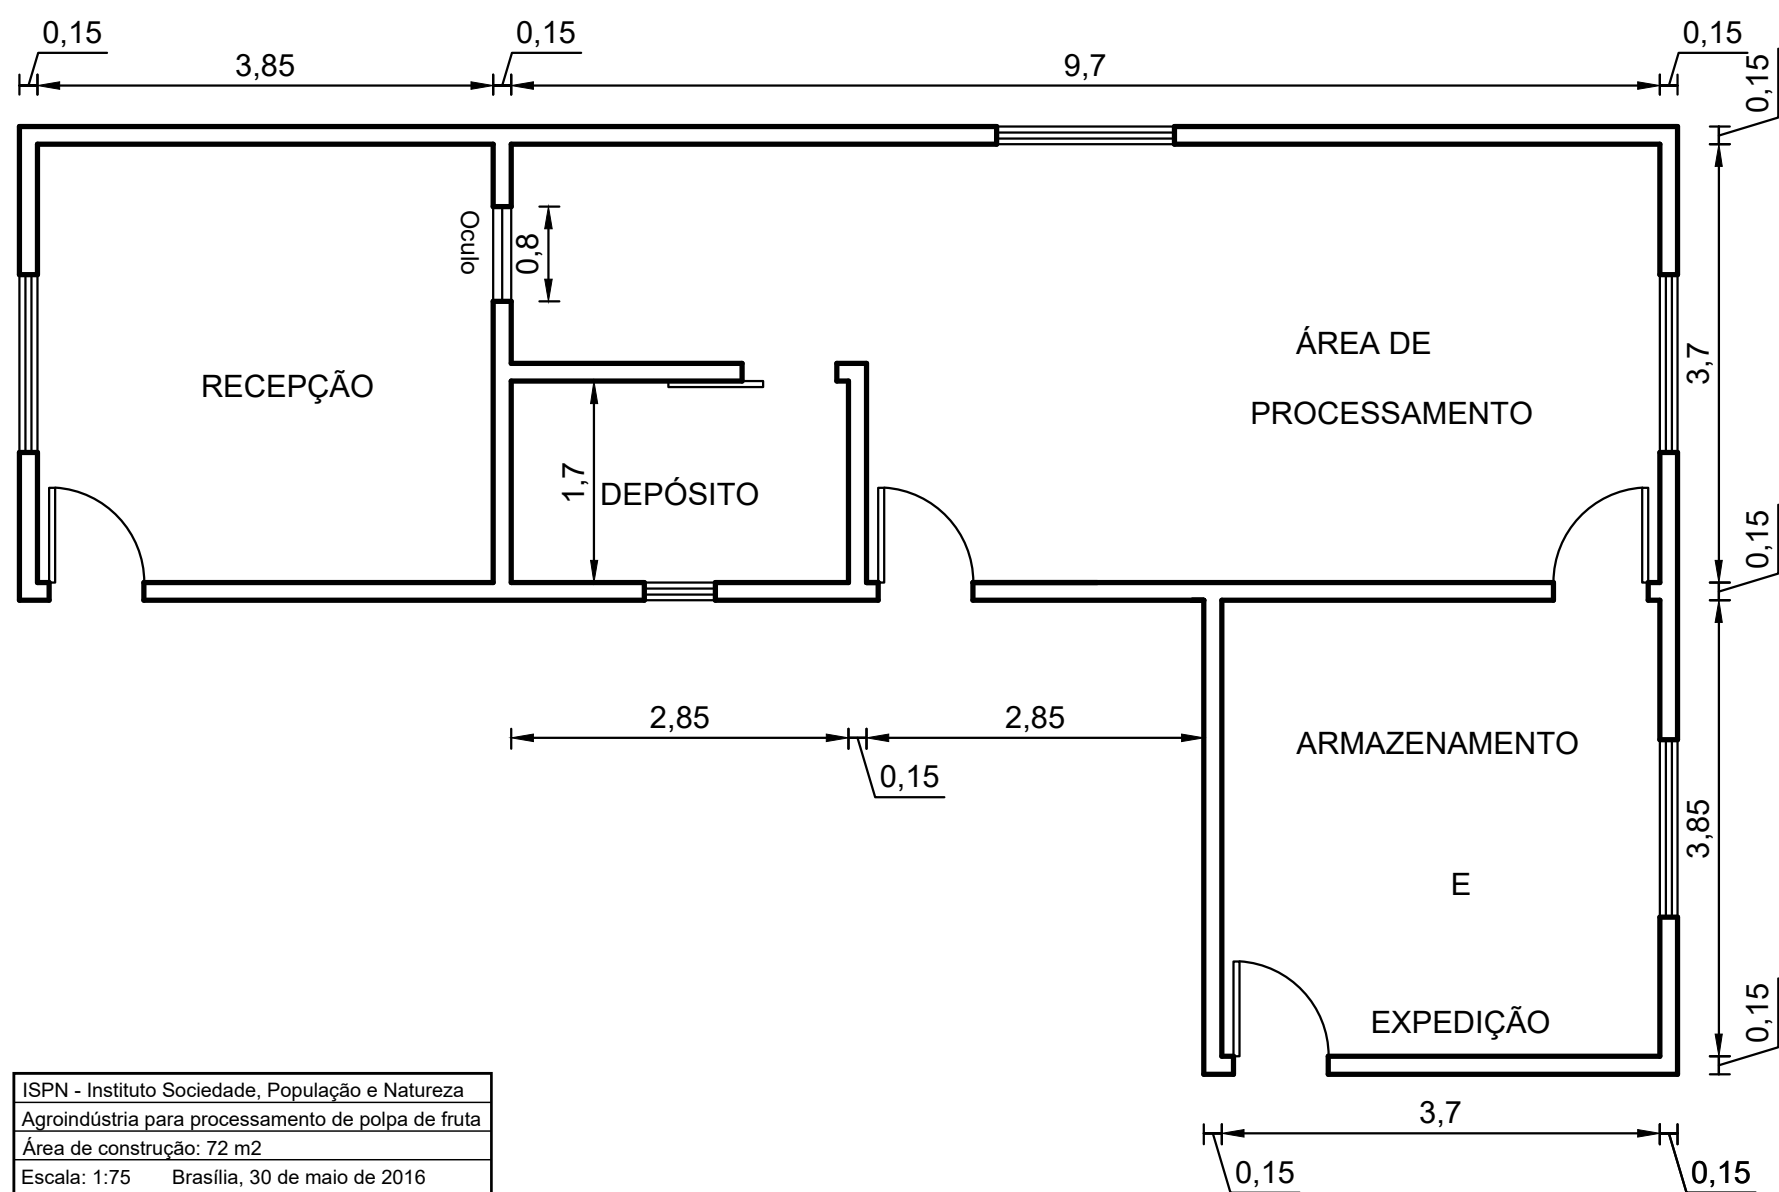 0,15
0,15
0,15
3,85
9,7
0,15
Oculo
0,8
ÁREA DE
PROCESSAMENTO
3,7
RECEPÇÃO
1,7
DEPÓSITO
0,15
2,85
2,85
0,15
ARMAZENAMENTO
E
EXPEDIÇÃO
3,85
0,15
3,7
0,15
0,15
ISPN - Instituto Sociedade, População e Natureza
Agroindústria para processamento de polpa de fruta
Área de construção: 72 m2
Escala: 1:75 Brasília, 30 de maio de 2016